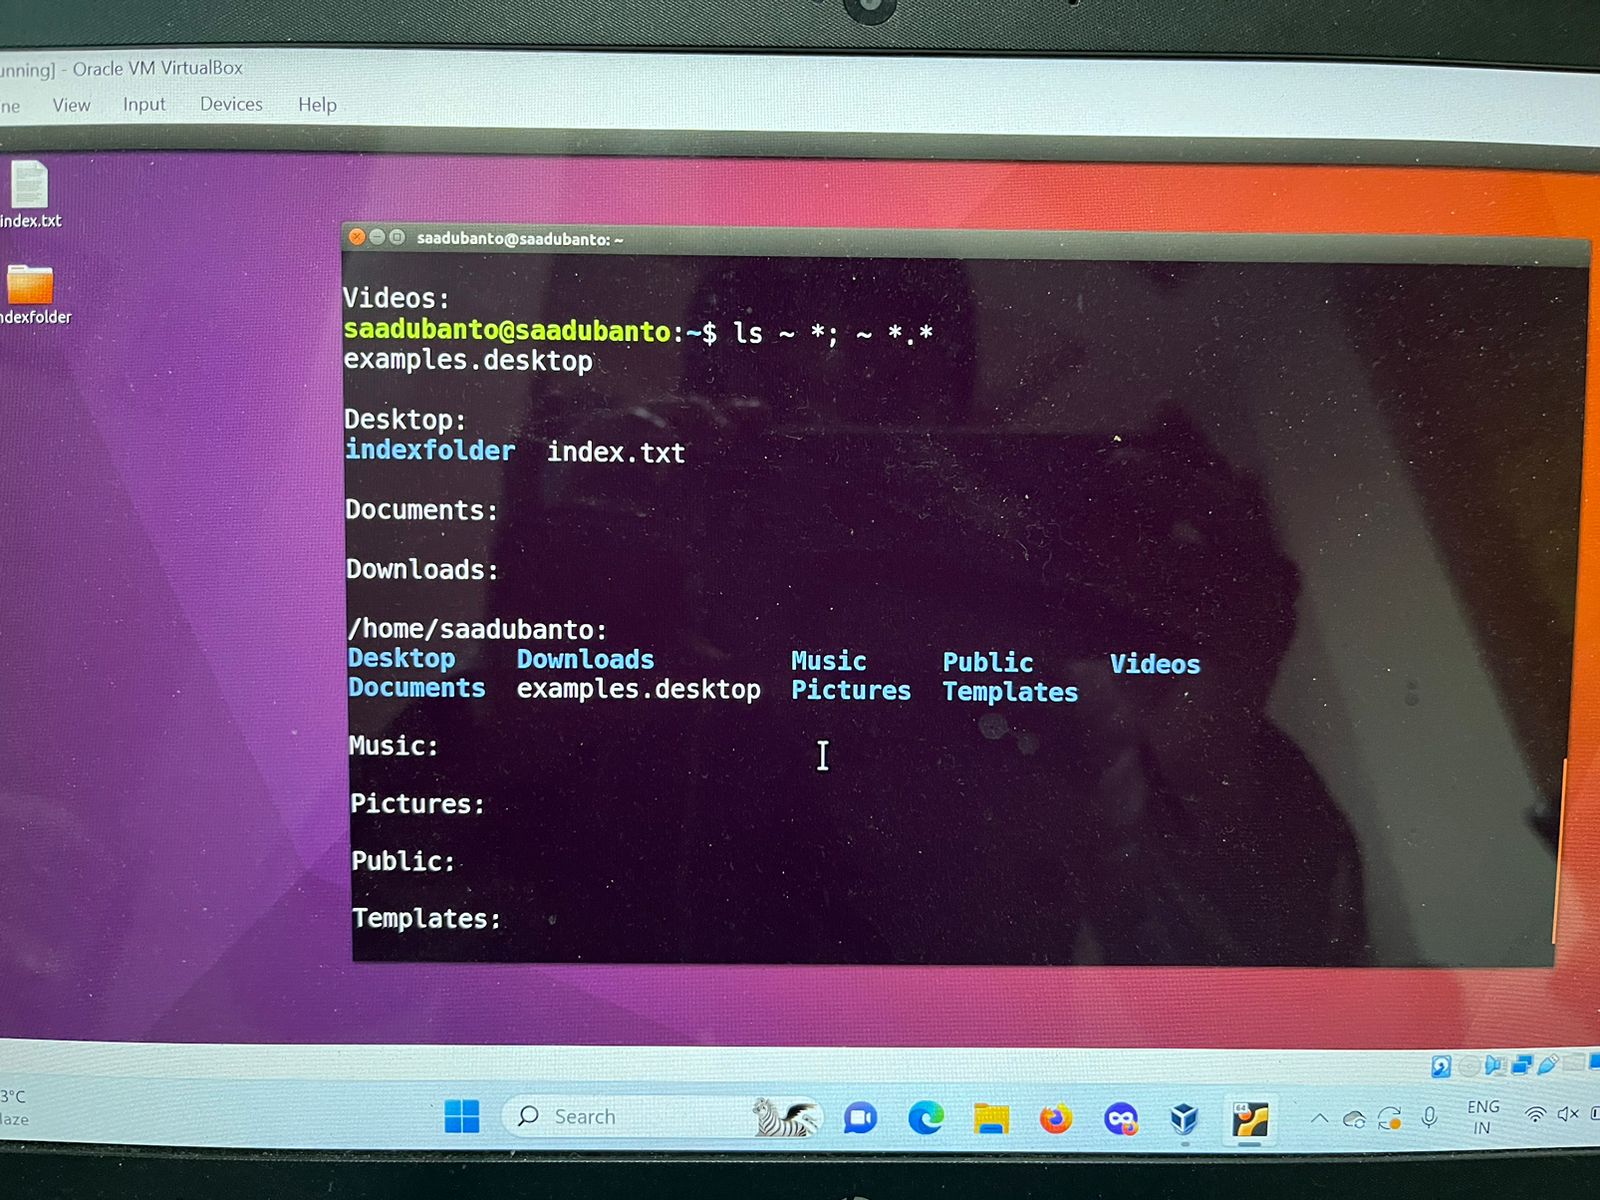 unning] - Oracle VM VirtualBox
ne View Input Devices Help
index.txt
ndexfolder
saadubanto@saadubanto: ~
Videos:
saadubanto@saadubanto:~$ ls ~ *; ~ *.*
examples.desktop
Desktop:
indexfolder index.txt
Documents:
Downloads:
/home/saadubanto:
Desktop Downloads Music Public Videos
Documents examples.desktop Pictures Templates
Music:
Pictures:
Public:
Templates:
3°C
aze
Search
64
ENG
IN